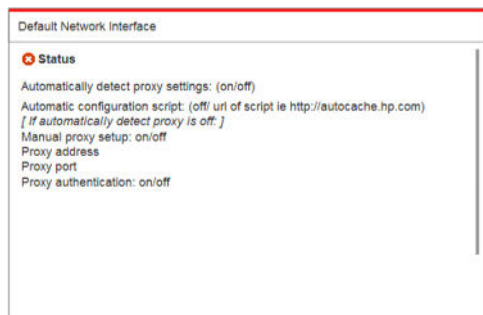 Default Network Interface
Status
Automatically detect proxy settings: (on/off)
Automatic configuration script: (off/ url of script ie http://autocache.hp.com)
[ If automatically detect proxy is off: ]
Manual proxy setup: on/off
Proxy address
Proxy port
Proxy authentication: on/off